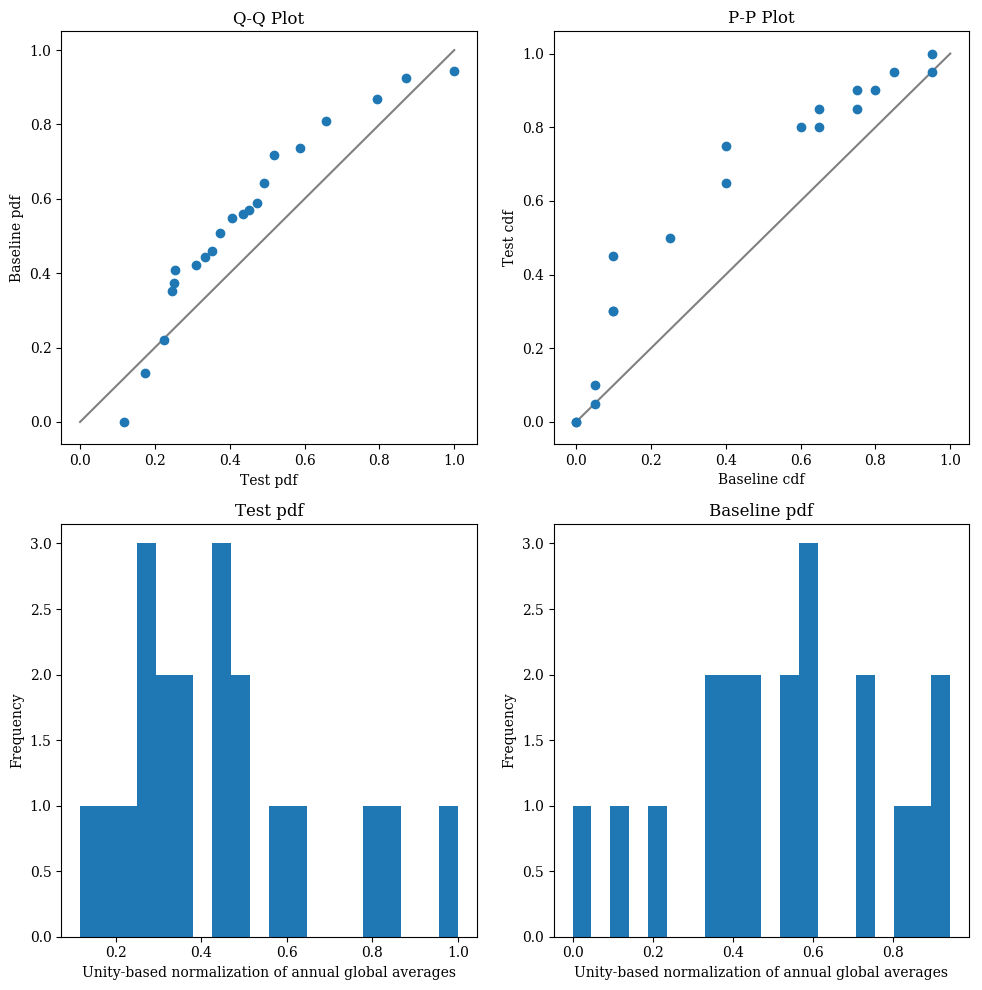 Q-Q Plot
1.0
0.8
0.6
0.4
0.2
0.0
Baseline pdf
0.0 0.2 0.4 0.6 0.8 1.0
Test pdf
P-P Plot
1.0
0.8
0.6
0.4
0.2
0.0
Test cdf
0.0 0.2 0.4 0.6 0.8 1.0
Baseline cdf
Test pdf
3.0
2.5
2.0
1.5
1.0
0.5
0.0
Frequency
0.2 0.4 0.6 0.8 1.0
Unity-based normalization of annual global averages
Baseline pdf
3.0
2.5
2.0
1.5
1.0
0.5
0.0
Frequency
0.0 0.2 0.4 0.6 0.8
Unity-based normalization of annual global averages